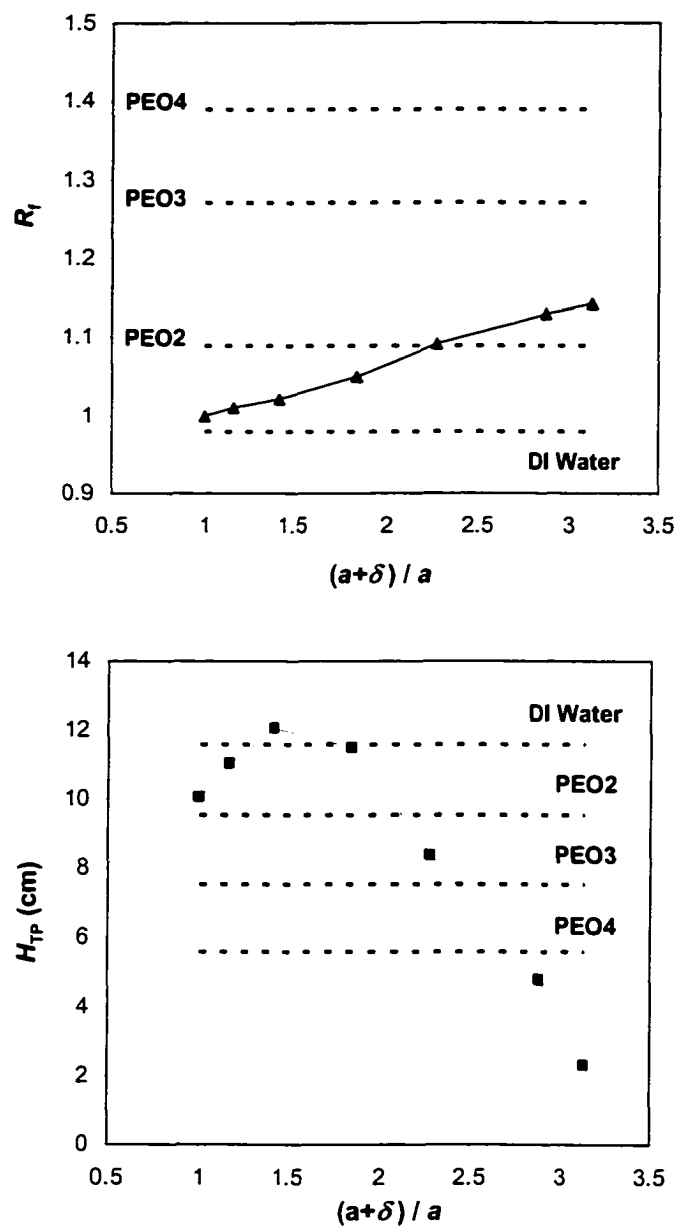 1.5
PEO4
1.4
PEO3
1.3
R_f
1.2
PEO2
1.1
1
DI Water
0.9
0.5 1 1.5 2 2.5 3 3.5
(a+δ) / a
14
DI Water
12
PEO2
10
PEO3
8
H_TP (cm)
PEO4
6
4
2
0
0.5 1 1.5 2 2.5 3 3.5
(a+δ) / a